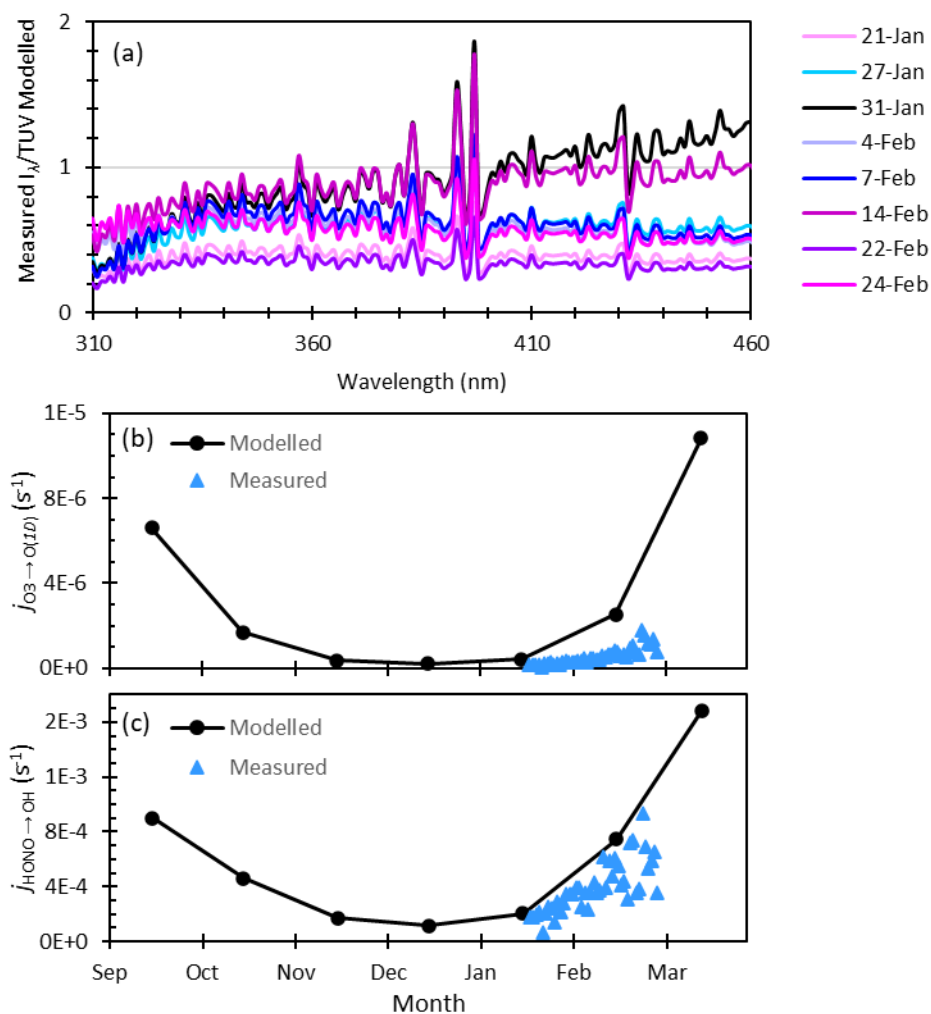 (a)
Measured Iλ/TUV Modelled
2
1
0
310
360
410
460
Wavelength (nm)
21-Jan
27-Jan
31-Jan
4-Feb
7-Feb
14-Feb
22-Feb
24-Feb
(b)
Modelled
Measured
jO3 → O(1D) (s-1)
1E-5
8E-6
4E-6
0E+0
(c)
Modelled
Measured
jHONO → OH (s-1)
2E-3
1E-3
8E-4
4E-4
0E+0
Sep
Oct
Nov
Dec
Jan
Feb
Mar
Month